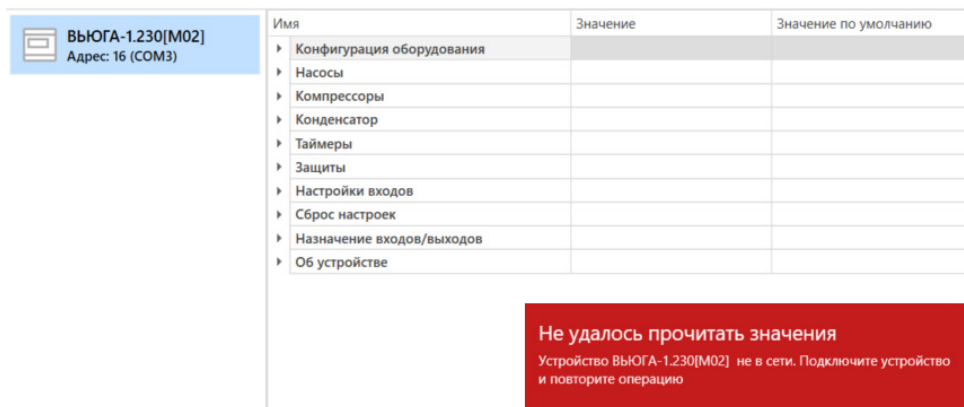 ВЬЮГА-1.230[М02]
Адрес: 16 (COM3)
Имя Значение Значение по умолчанию
Конфигурация оборудования
Насосы
Компрессоры
Конденсатор
Таймеры
Защиты
Настройки входов
Сброс настроек
Назначение входов/выходов
Об устройстве
Не удалось прочитать значения
Устройство ВЬЮГА-1.230[М02] не в сети. Подключите устройство
и повторите операцию